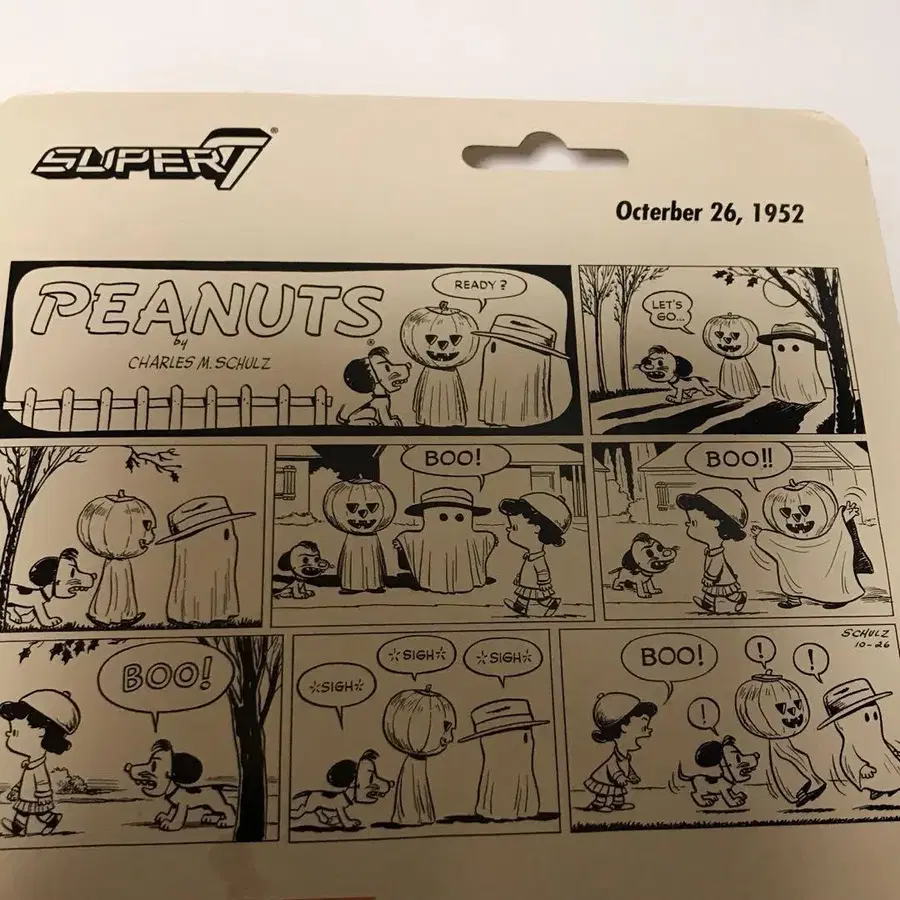 SUPER7®
Octerber 26, 1952
PEANUTS®
by
CHARLES M. SCHULZ
READY?
LET'S
GO...
BOO!
BOO!!
BOO!
*SIGH*
*SIGH*
*SIGH*
SCHULZ
10-26
BOO!
!
!
!